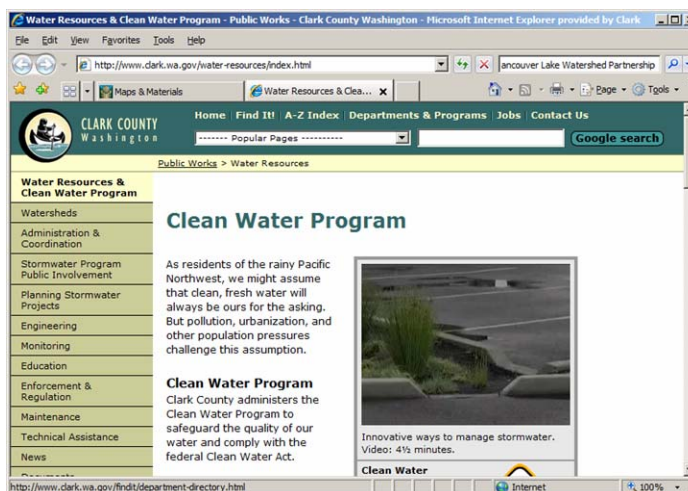 Water Resources & Clean Water Program - Public Works - Clark County Washington - Microsoft Internet Explorer provided by Clark
File Edit View Favorites Tools Help
http://www.clark.wa.gov/water-resources/index.html
ancouver Lake Watershed Partnership
Maps & Materials
Water Resources & Clea...
Page
Tools
CLARK COUNTY
Washington
Home | Find It! | A-Z Index | Departments & Programs | Jobs | Contact Us
------- Popular Pages ----------
Google search
Public Works > Water Resources
Water Resources &
Clean Water Program
Watersheds
Administration &
Coordination
Stormwater Program
Public Involvement
Planning Stormwater
Projects
Engineering
Monitoring
Education
Enforcement &
Regulation
Maintenance
Technical Assistance
News
Clean Water Program
As residents of the rainy Pacific
Northwest, we might assume
that clean, fresh water will
always be ours for the asking.
But pollution, urbanization, and
other population pressures
challenge this assumption.
Clean Water Program
Clark County administers the
Clean Water Program to
safeguard the quality of our
water and comply with the
federal Clean Water Act.
Innovative ways to manage stormwater.
Video: 4½ minutes.
Clean Water
http://www.clark.wa.gov/findit/department-directory.html
Internet
100%